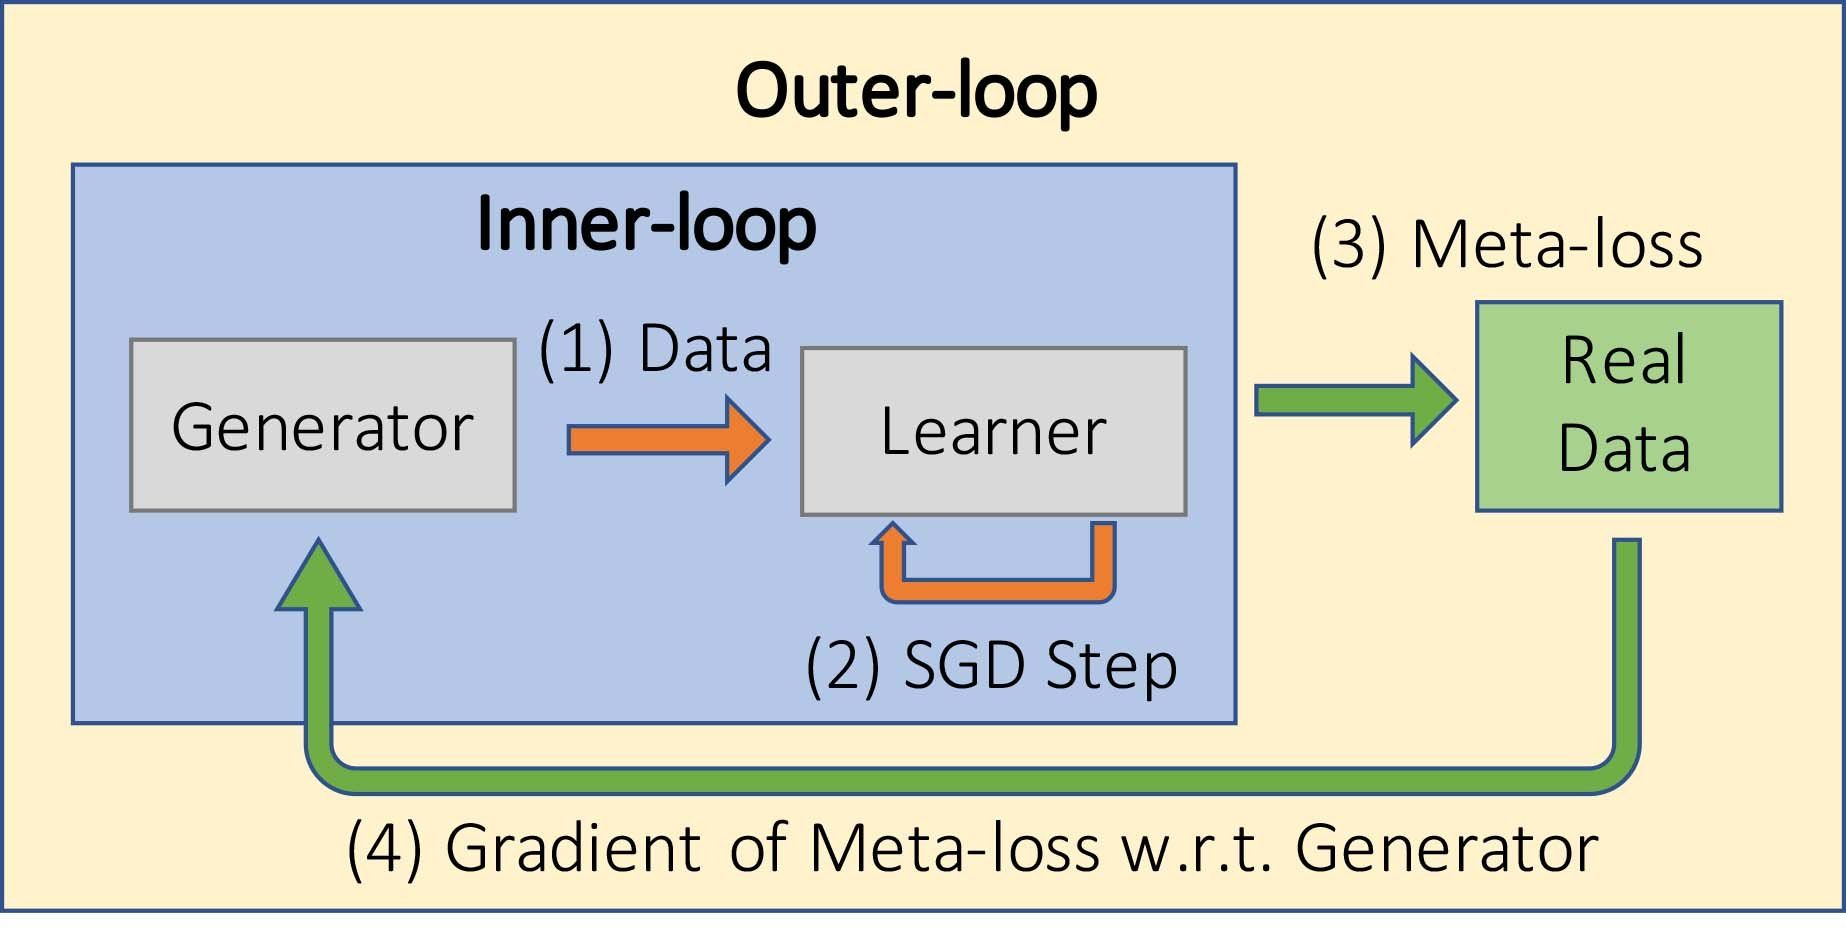 Outer-loop
Inner-loop
(1) Data
Generator
Learner
(2) SGD Step
(3) Meta-loss
Real
Data
(4) Gradient of Meta-loss w.r.t. Generator